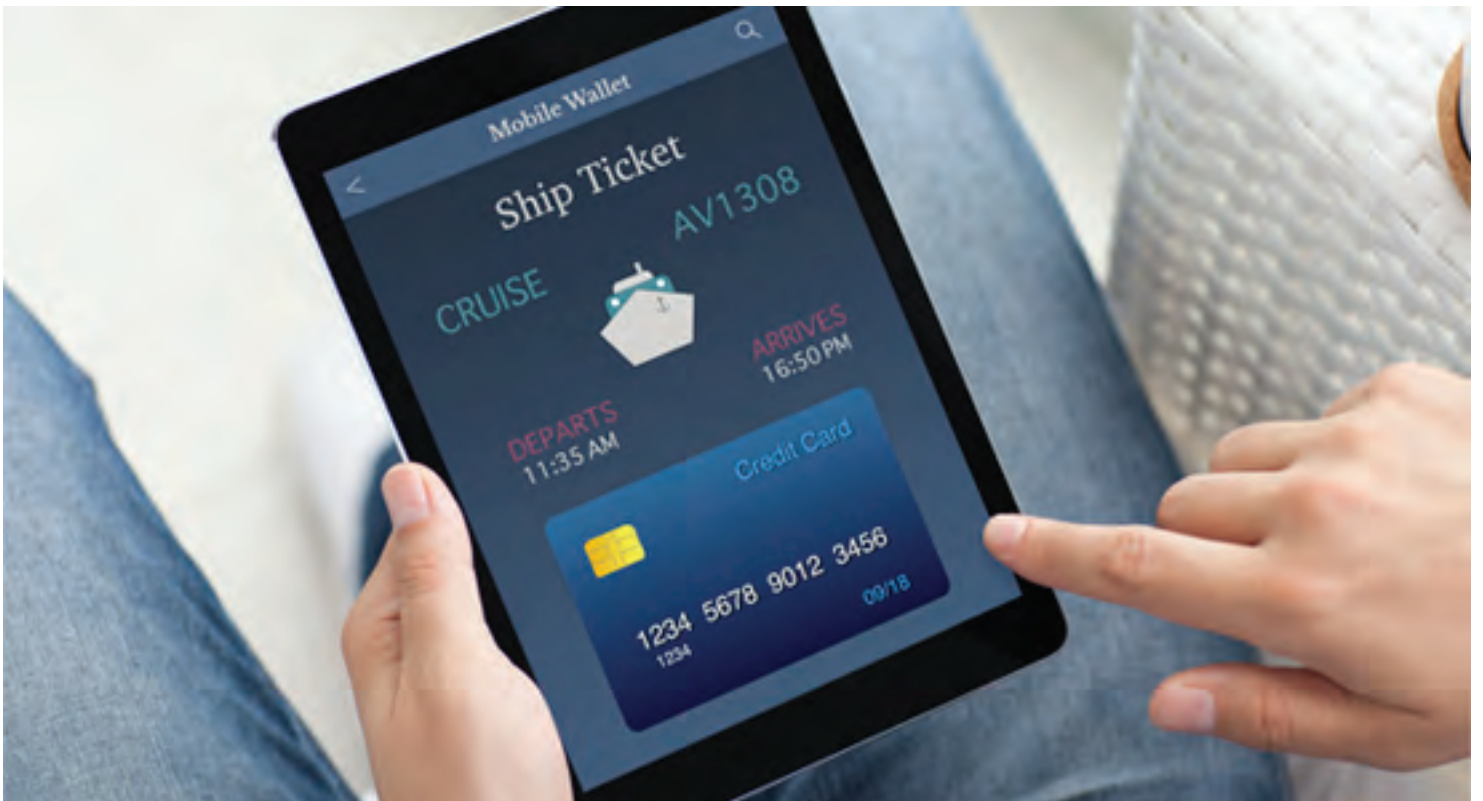 Mobile Wallet
<
Ship Ticket
CRUISE
AV1308
DEPARTS
11:35 AM
ARRIVES
16:50 PM
Credit Card
1234 5678 9012 3456
1234
09/18